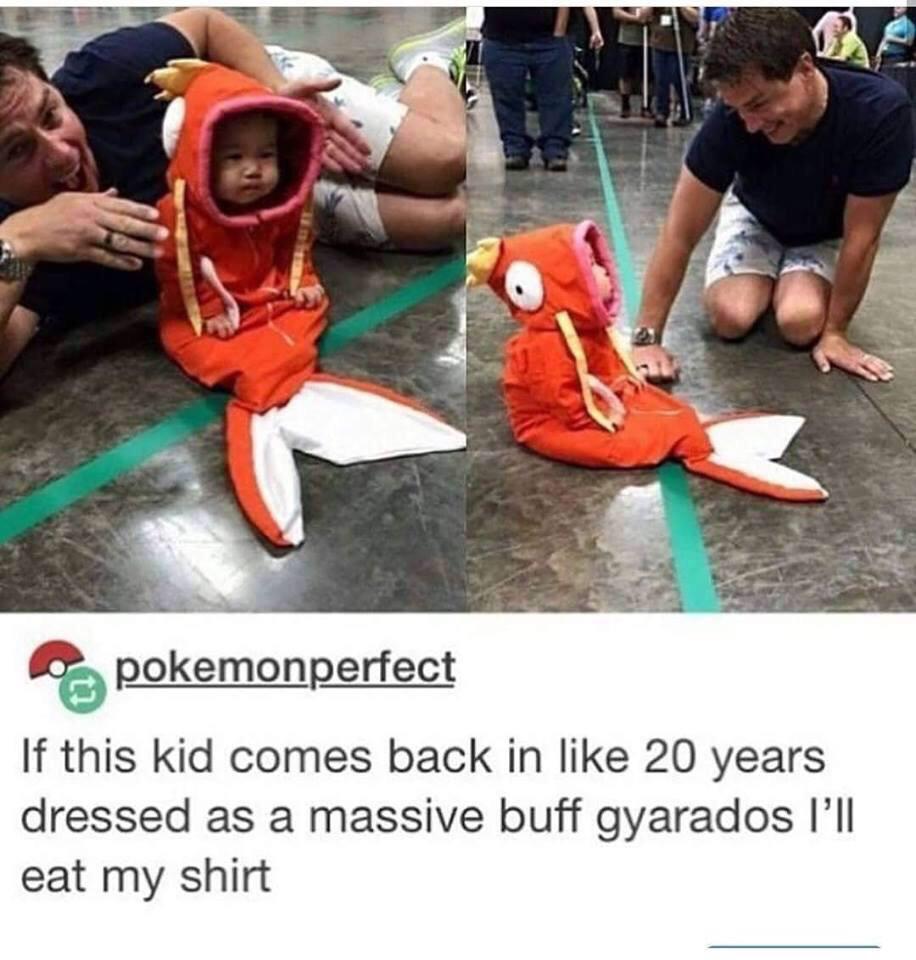 pokemonperfect
If this kid comes back in like 20 years
dressed as a massive buff gyarados I'll
eat my shirt